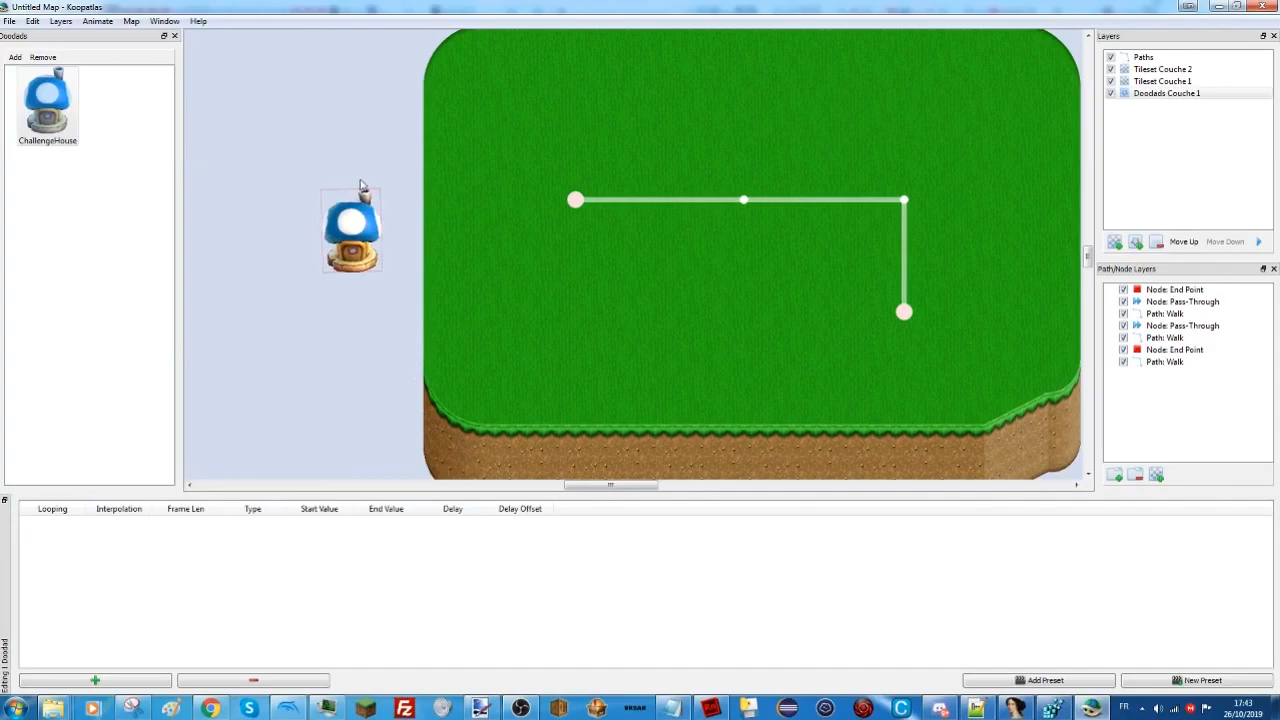 Untitled Map - Koopatlas
File Edit Layers Animate Map Window Help
Doodads
Add Remove
ChallengeHouse
Layers
Paths
Tileset Couche 2
Tileset Couche 1
Doodads Couche 1
Move Up Move Down
Path/Node Layers
Node: End Point
Node: Pass-Through
Path: Walk
Node: Pass-Through
Path: Walk
Node: End Point
Path: Walk
Looping Interpolation Frame Len Type Start Value End Value Delay Delay Offset
Editing 1 Doodad
Add Preset New Preset
FR
17:43
26/10/2019